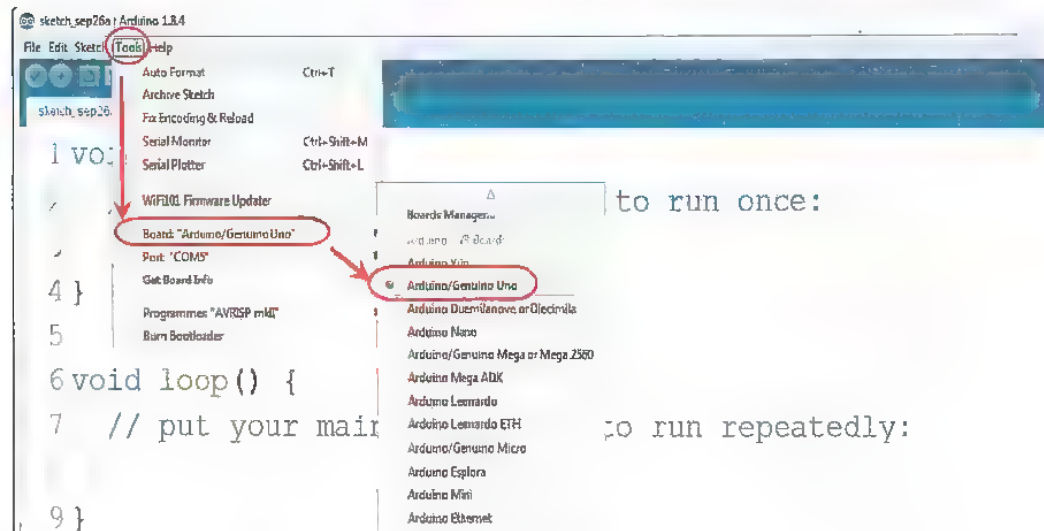 sketch_sep26a | Arduino 1.8.4
File Edit Sketch Tools Help
sketch_sep26
Auto Format Ctrl+T
Archive Sketch
Fix Encoding & Reload
Serial Monitor Ctrl+Shift+M
Serial Plotter Ctrl+Shift+L
WiFi101 Firmware Updater
Board: "Arduino/Genuino Uno"
Port: "COM5"
Get Board Info
Programmer: "AVRISP mkII"
Burn Bootloader
Boards Manager...
Arduino Yún
Arduino/Genuino Uno
Arduino Duemilanove or Diecimila
Arduino Nano
Arduino/Genuino Mega or Mega 2560
Arduino Mega ADK
Arduino Leonardo
Arduino Leonardo ETH
Arduino/Genuino Micro
Arduino Esplora
Arduino Mini
Arduino Ethernet
1 vo
to run once:
4 }
5
6 void loop() {
7 // put your mai to run repeatedly:
9 }